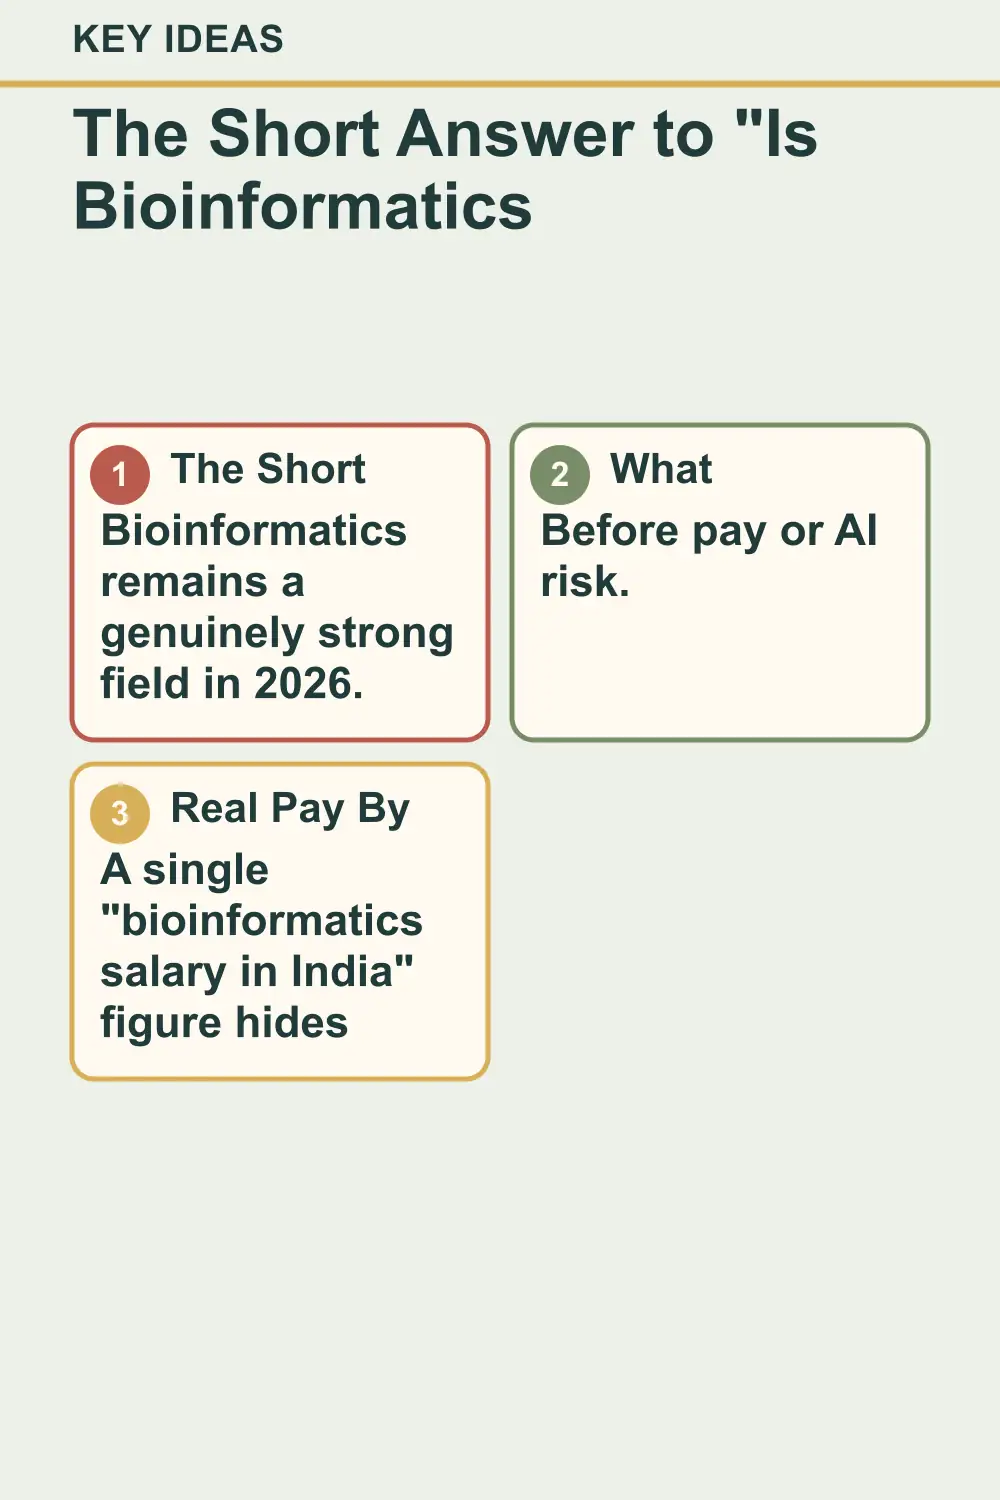 KEY IDEAS
The Short Answer to "Is
Bioinformatics
1 The Short
Bioinformatics
remains a
genuinely strong
field in 2026.
2 What
Before pay or AI
risk.
3 Real Pay By
A single
"bioinformatics
salary in India"
figure hides